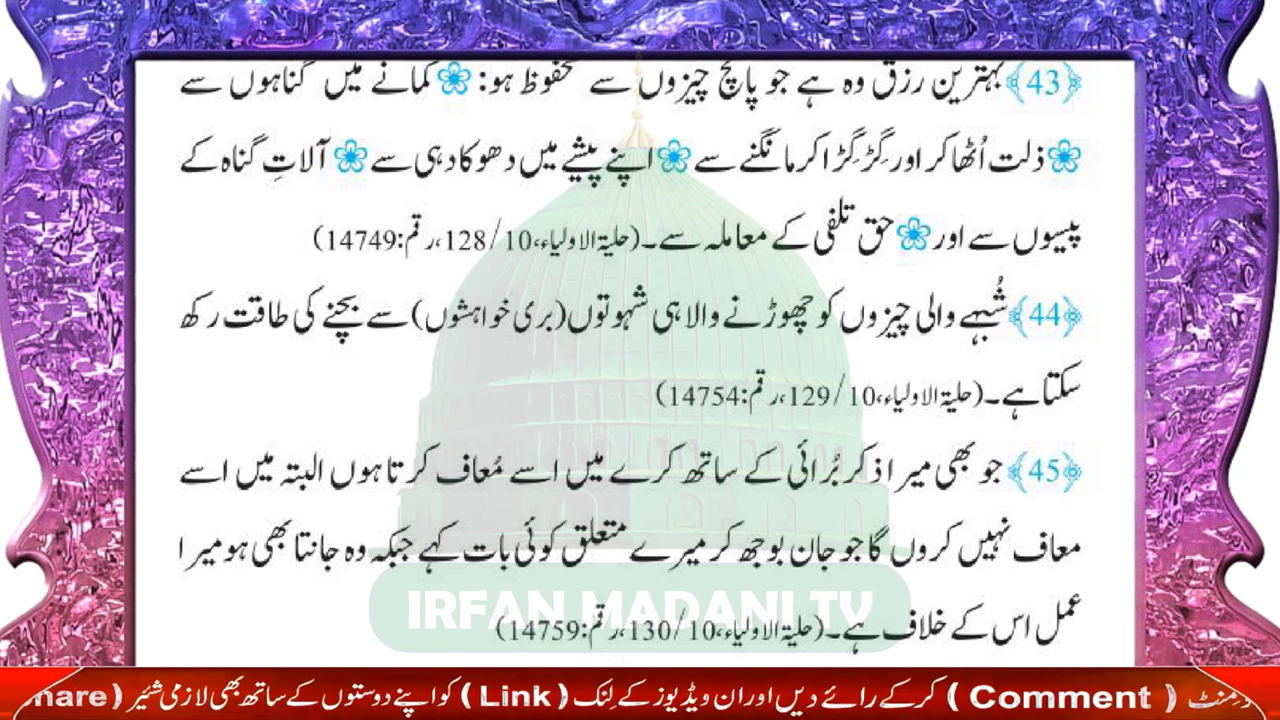 ﴿43﴾ بہترین رزق وہ ہے جو پانچ چیزوں سے محفوظ ہو: کمانے میں گناہوں سے
ذلت اُٹھا کر اور گِڑگِڑا کر مانگنے سے اپنے پیشے میں دھوکا دہی سے آلاتِ گناہ کے
پیسوں سے اور حق تلفی کے معاملہ سے۔(حلیۃ الاولیاء،10/128،رقم:14749)
﴿44﴾ شُبہے والی چیزوں کو چھوڑنے والا ہی شہوتوں(بری خواہشوں)سے بچنے کی طاقت رکھ
سکتا ہے۔(حلیۃ الاولیاء،10/129،رقم:14754)
﴿45﴾ جو بھی میرا ذکر بُرائی کے ساتھ کرے میں اسے مُعاف کرتا ہوں البتہ میں اسے
معاف نہیں کروں گا جو جان بوجھ کر میرے متعلق کوئی بات کہے جبکہ وہ جانتا بھی ہو میرا
عمل اس کے خلاف ہے۔(حلیۃ الاولیاء،10/130،رقم:14759)
IRFAN MADANI TV
( Comment ) کرکے رائے دیں اور ان ویڈیوز کے لِنک ( Link ) کو اپنے دوستوں کے ساتھ بھی لازمی شیئر (